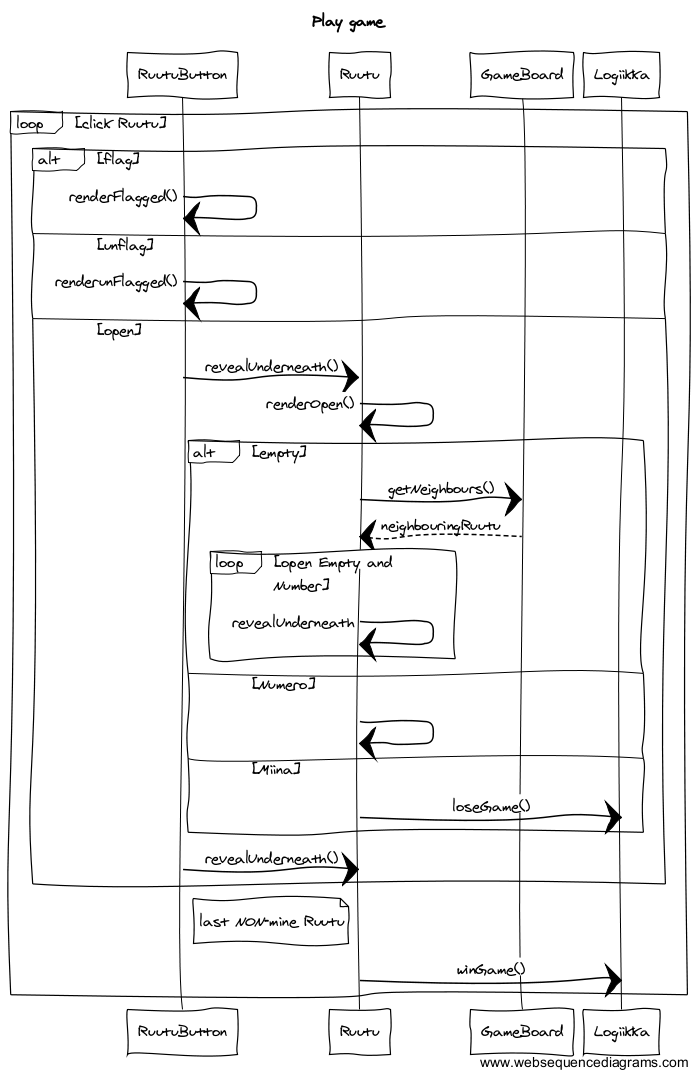 Play game
RuutuButton
Ruutu
GameBoard
Logiikka
loop
[click Ruutu]
alt
[flag]
renderFlagged()
[unflag]
renderunFlagged()
[open]
revealUnderneath()
renderOpen()
alt
[empty]
getNeighbours()
neighbouringRuutu
loop
[open Empty and
Number]
revealUnderneath
[Numero]
[Miina]
loseGame()
revealUnderneath()
last NON-mine Ruutu
winGame()
RuutuButton
Ruutu
GameBoard
Logiikka
www.websequencediagrams.com